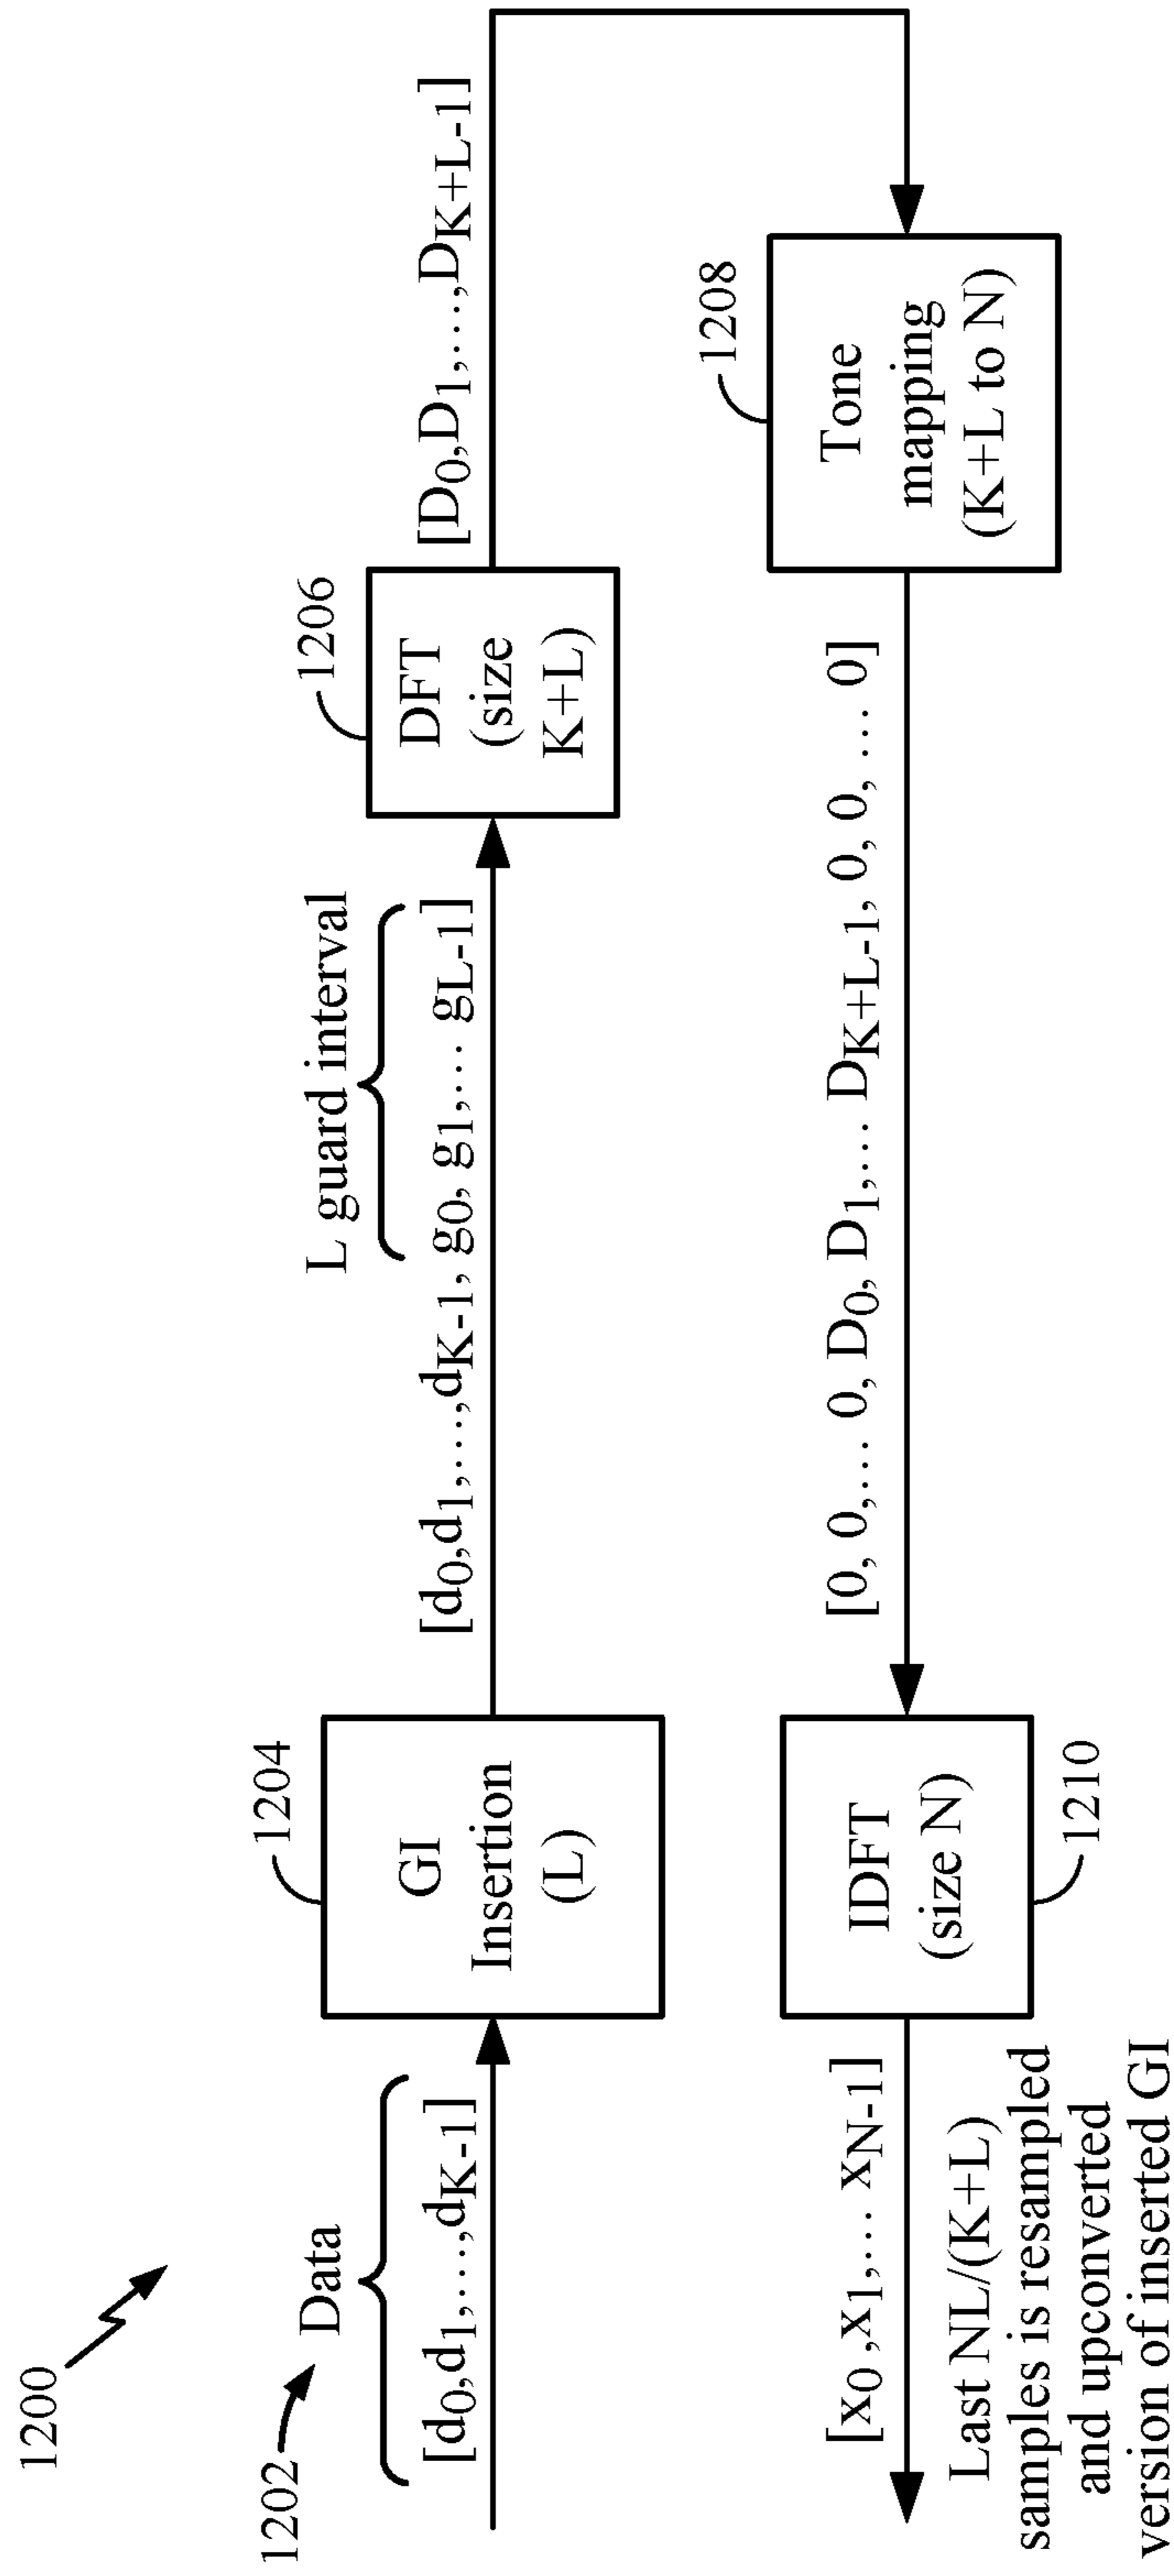 1200
1202
Data
[d0,d1,...,dK-1]
1204
GI
Insertion
(L)
L guard interval
[d0,d1,...,dK-1, g0, g1,... gL-1]
1206
DFT
(size
K+L)
[D0,D1,...,DK+L-1]
1208
Tone
mapping
(K+L to N)
[0, 0,... 0, D0, D1,... DK+L-1, 0, 0, ... 0]
IDFT
(size N)
1210
[x0 ,x1,... xN-1]
Last NL/(K+L)
samples is resampled
and upconverted
version of inserted GI